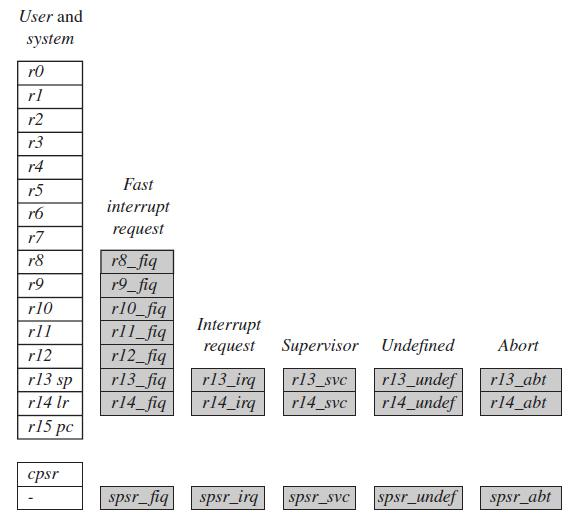 User and
system
r0
r1
r2
r3
r4
r5
r6
r7
r8
r9
r10
r11
r12
r13 sp
r14 lr
r15 pc
cpsr
-
Fast
interrupt
request
r8_fiq
r9_fiq
r10_fiq
r11_fiq
r12_fiq
r13_fiq
r14_fiq
spsr_fiq
Interrupt
request
r13_irq
r14_irq
spsr_irq
Supervisor
r13_svc
r14_svc
spsr_svc
Undefined
r13_undef
r14_undef
spsr_undef
Abort
r13_abt
r14_abt
spsr_abt